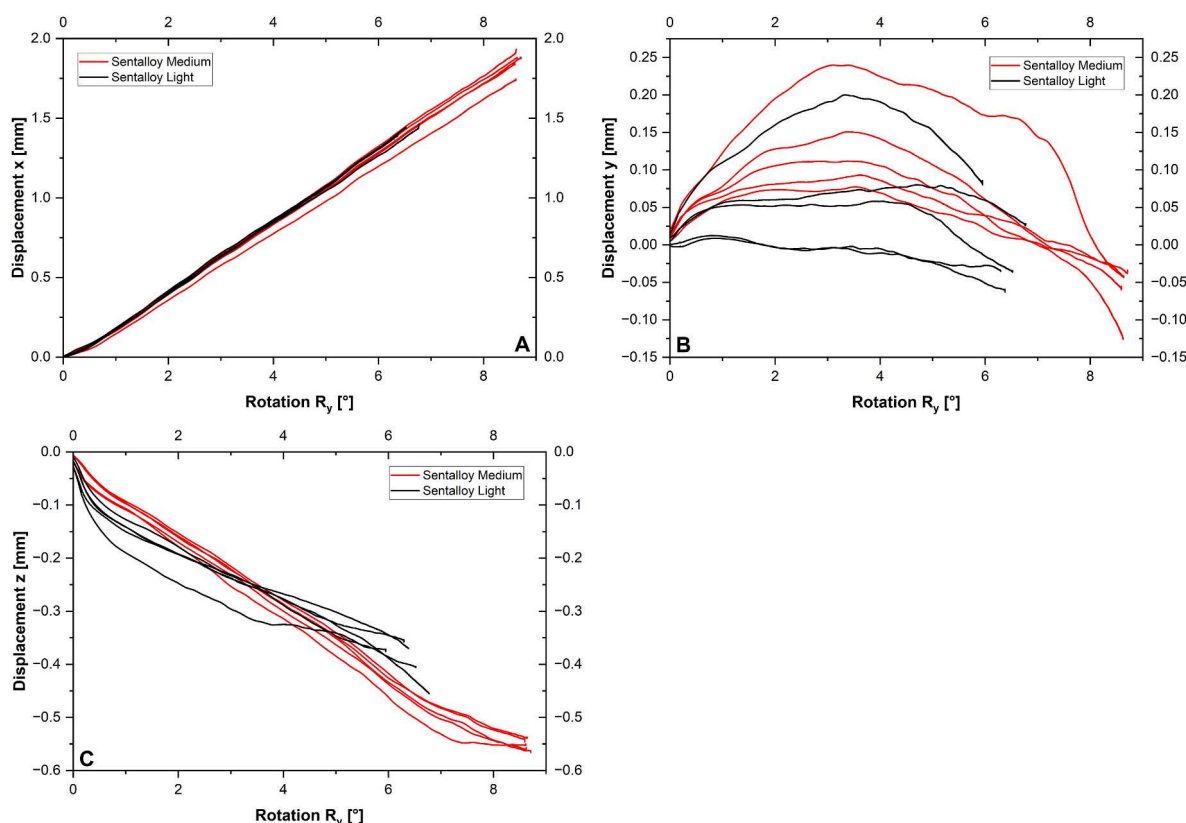 0 2 4 6 8
2.0 2.0
Sentalloy Medium
Sentalloy Light
1.5 1.5
1.0 1.0
0.5 0.5
0.0 0.0
Displacement x [mm]
A
0 2 4 6 8
Rotation Ry [°]
0 2 4 6 8
0.25 0.25
Sentalloy Medium
Sentalloy Light
0.20 0.20
0.15 0.15
0.10 0.10
0.05 0.05
0.00 0.00
−0.05 −0.05
−0.10 −0.10
−0.15 −0.15
Displacement y [mm]
B
0 2 4 6 8
Rotation Ry [°]
0 2 4 6 8
0.0 0.0
Sentalloy Medium
Sentalloy Light
−0.1 −0.1
−0.2 −0.2
−0.3 −0.3
−0.4 −0.4
−0.5 −0.5
−0.6 −0.6
Displacement z [mm]
C
0 2 4 6 8
Rotation Ry [°]